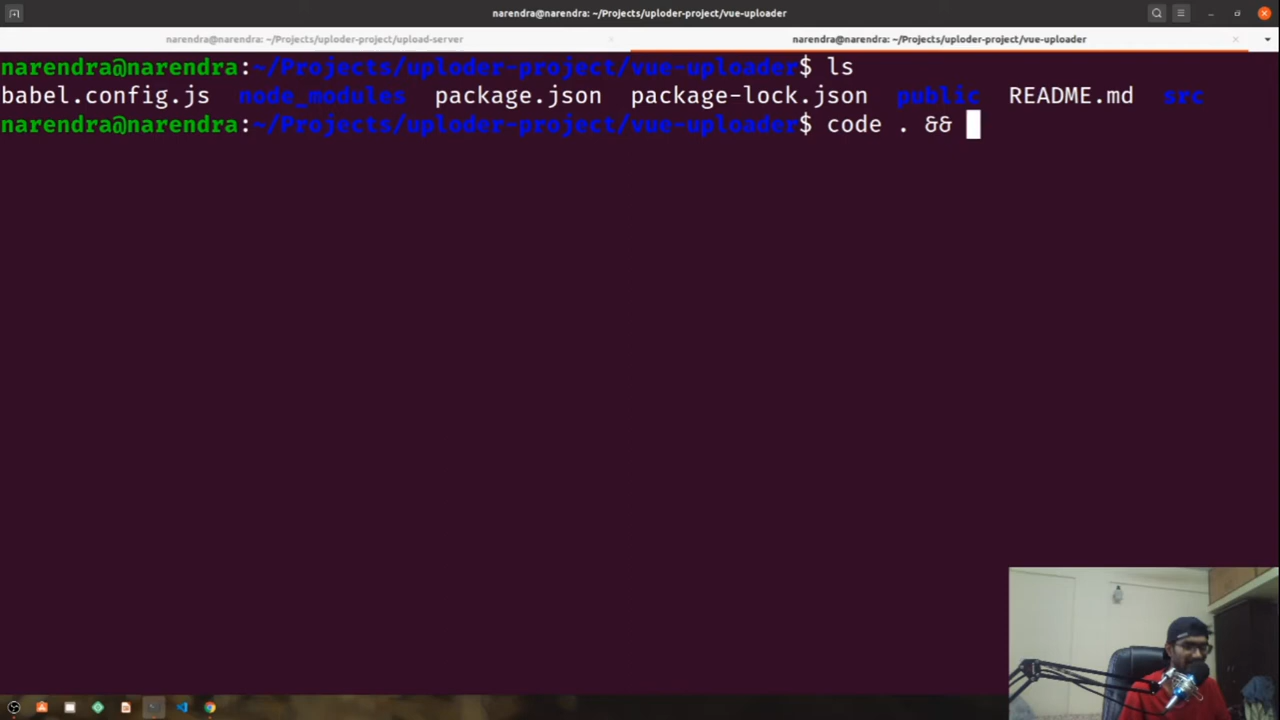 narendra@narendra: ~/Projects/uploder-project/vue-uploader
narendra@narendra: ~/Projects/uploder-project/upload-server
narendra@narendra: ~/Projects/uploder-project/vue-uploader
narendra@narendra:~/Projects/uploder-project/vue-uploader$ ls
babel.config.js node_modules package.json package-lock.json public README.md src
narendra@narendra:~/Projects/uploder-project/vue-uploader$ code . &&